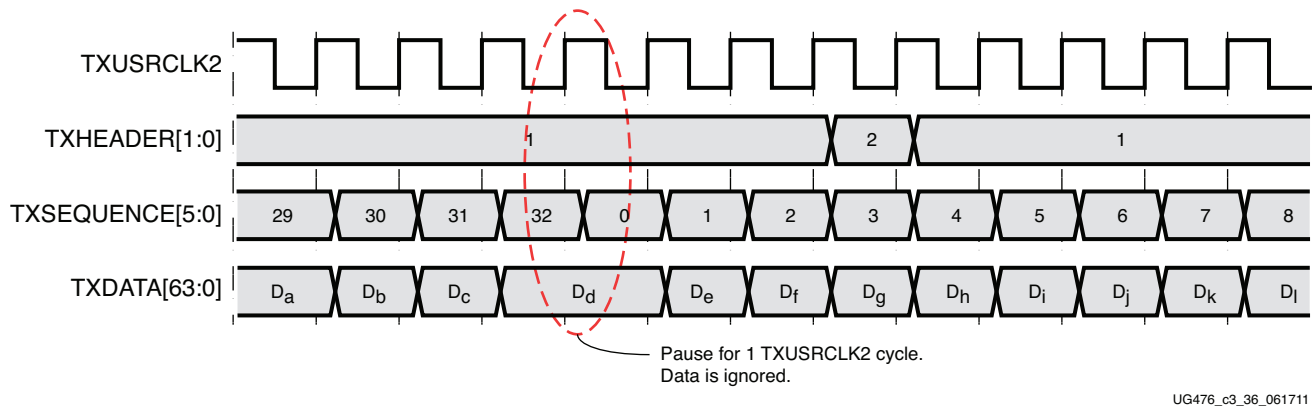 TXUSRCLK2
TXHEADER[1:0] 1 2 1
TXSEQUENCE[5:0] 29 30 31 32 0 1 2 3 4 5 6 7 8
TXDATA[63:0] Da Db Dc Dd De Df Dg Dh Di Dj Dk Dl
Pause for 1 TXUSRCLK2 cycle.
Data is ignored.
UG476_c3_36_061711